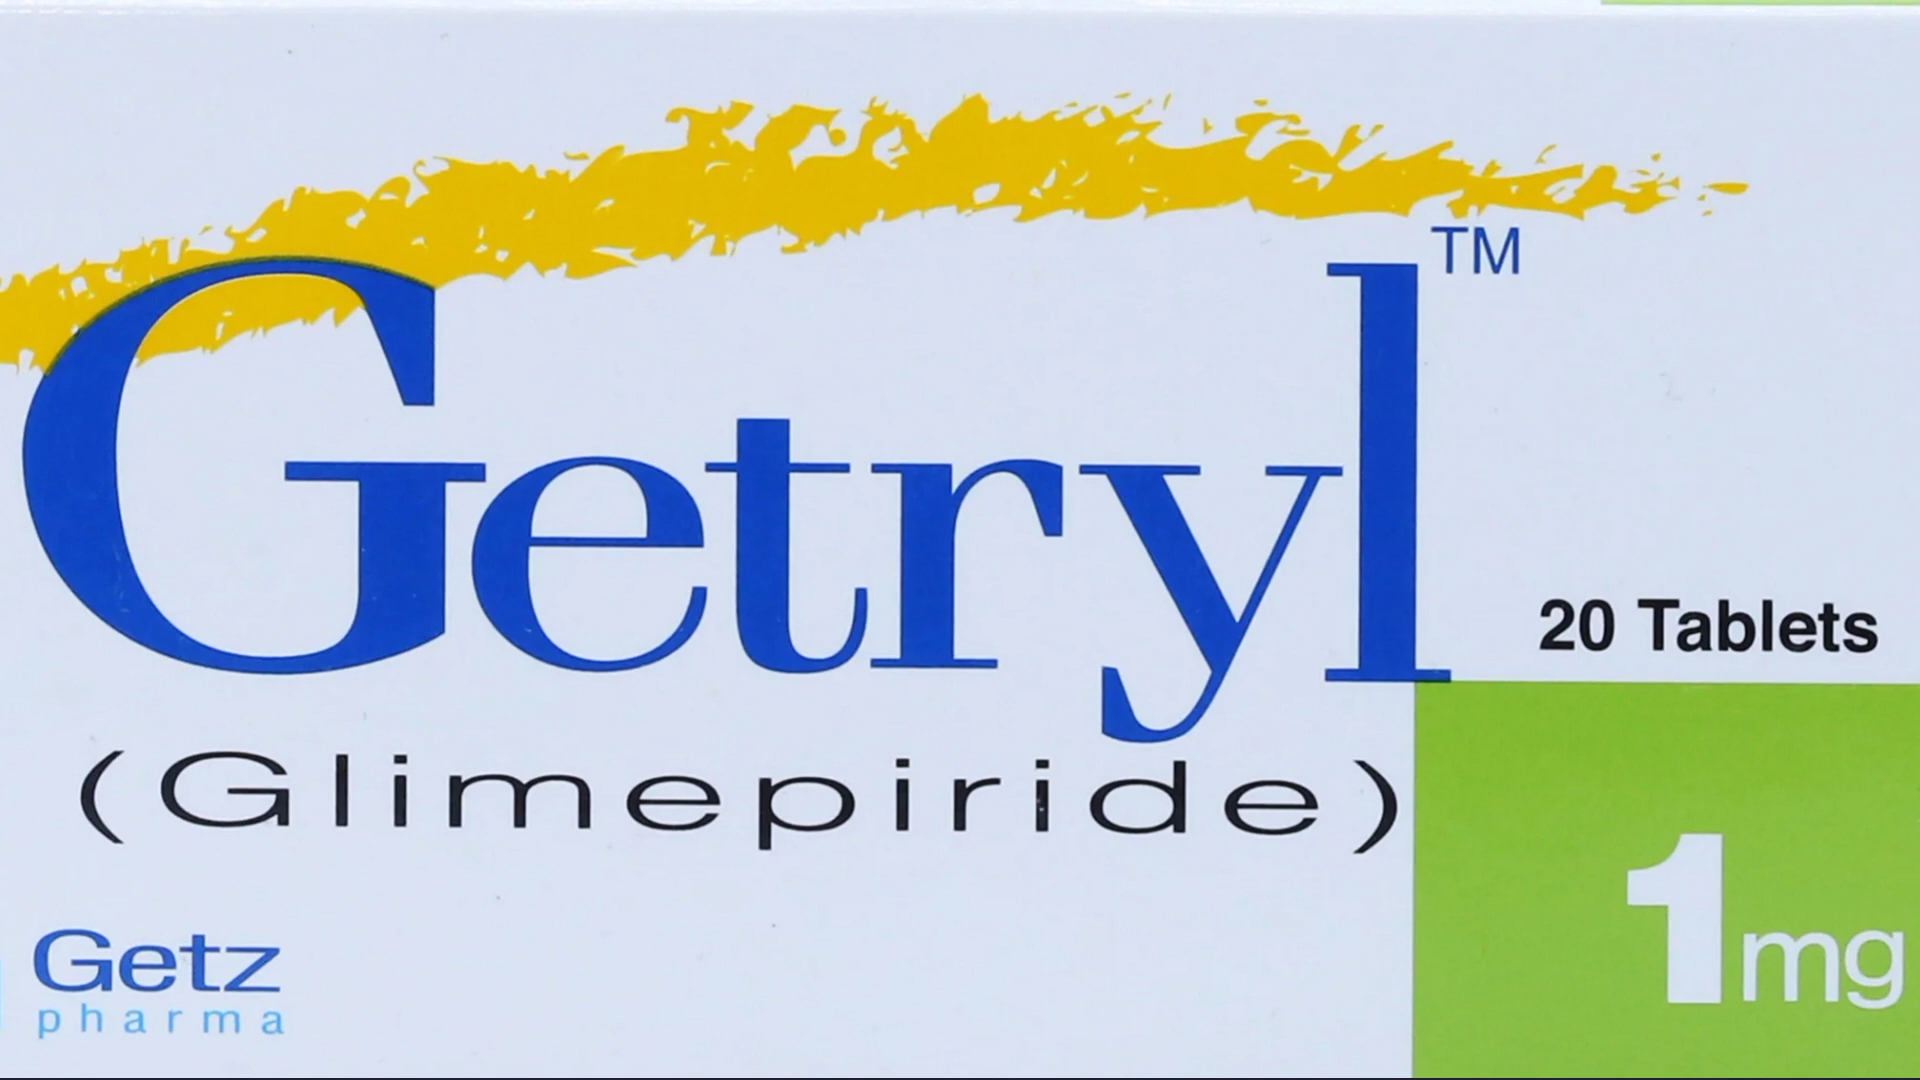 Getryl™
20 Tablets
(Glimepiride)
1mg
Getz
pharma